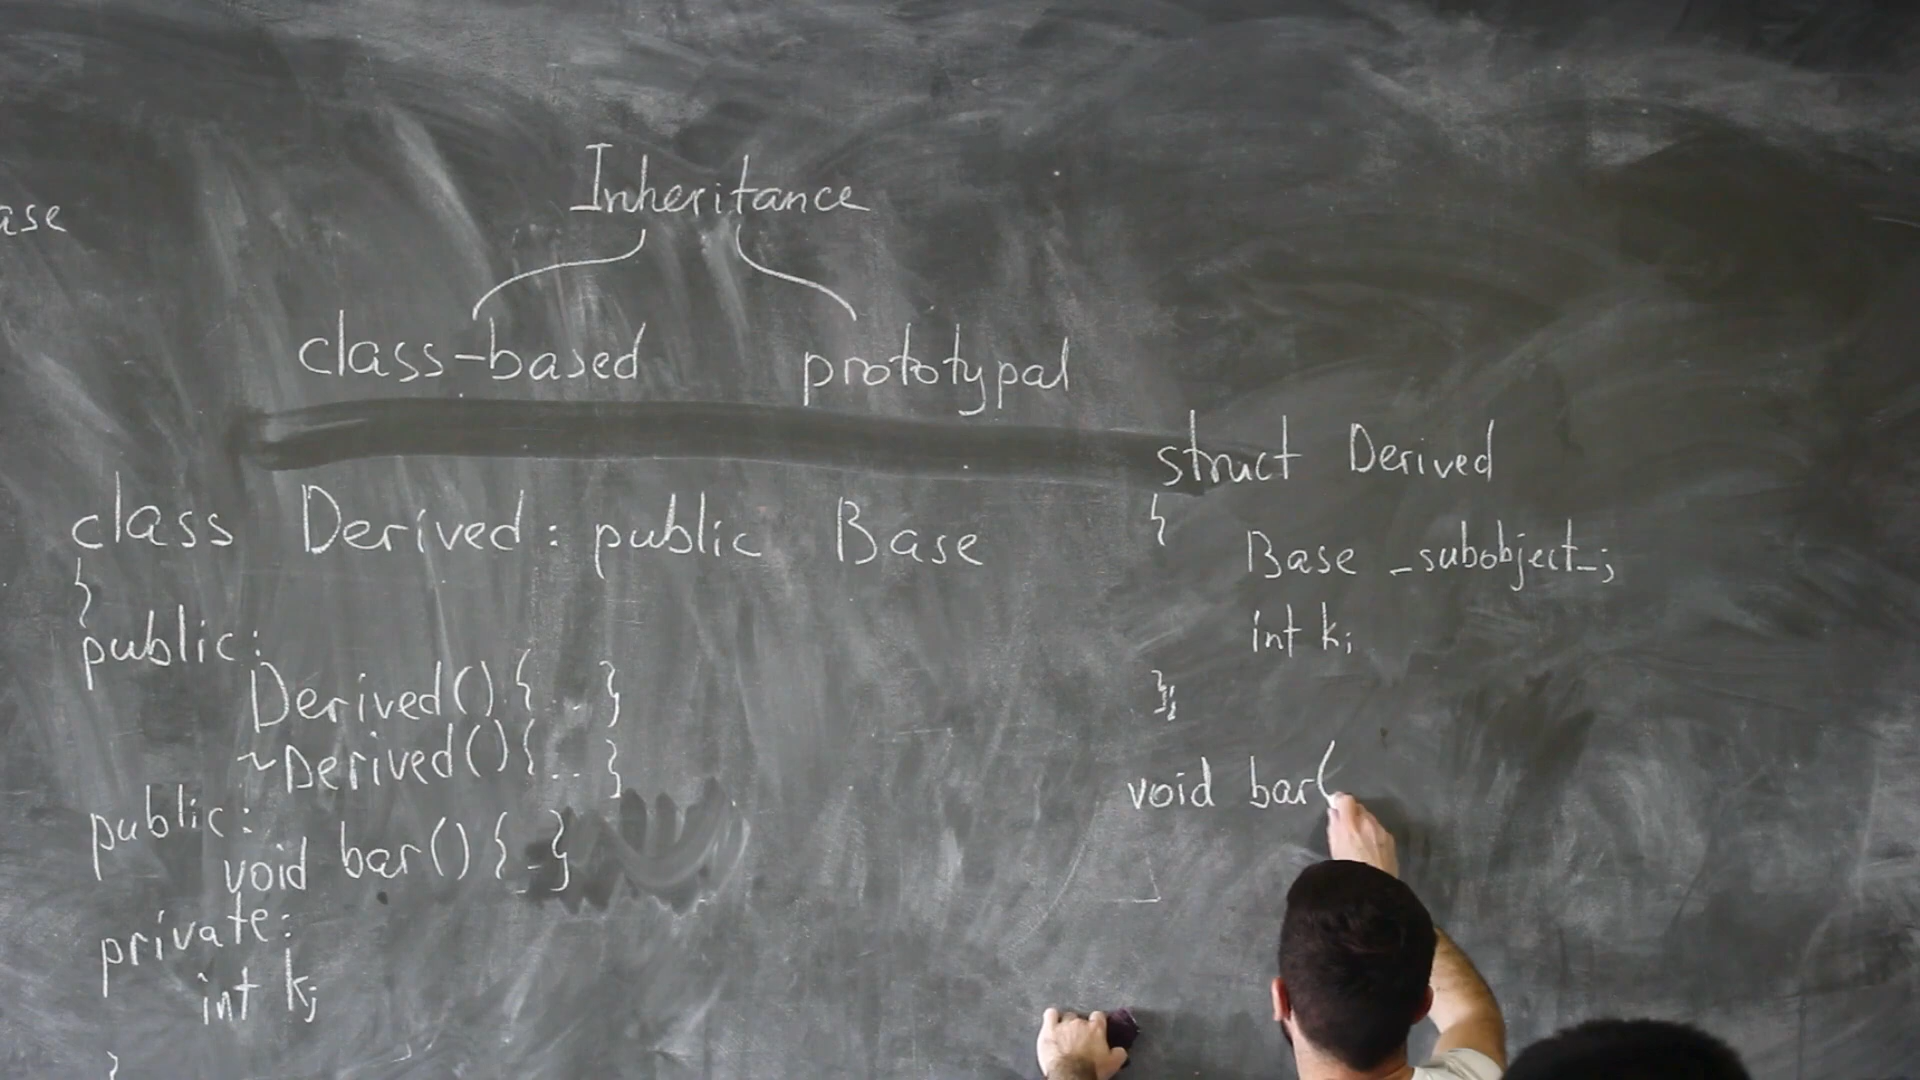 Inheritance
class-based prototypal
class Derived: public Base
{
public:
Derived() {...}
~Derived(){...}
public:
void bar() {_}
private:
int k;
}
struct Derived
{
Base _subobject_;
int k;
};
void bar(